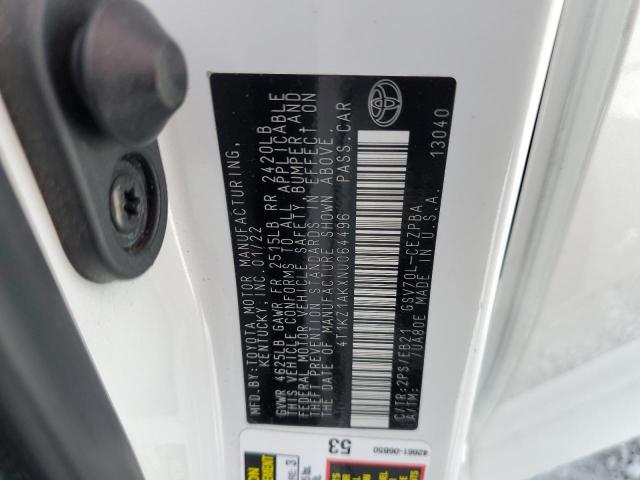 MFD.BY:TOYOTA MOTOR MANUFACTURING,
KENTUCKY, INC. 01/22
GVWR 4625LB GAWR FR 2515LB RR 2420LB
THIS VEHICLE CONFORMS TO ALL APPLICABLE
FEDERAL MOTOR VEHICLE SAFETY, BUMPER AND
THEFT PREVENTION STANDARDS IN EFFECT ON
THE DATE OF MANUFACTURE SHOWN ABOVE.
4T1KZ1AKXNU064496 PASS.CAR
C/TR:2PS/EB21 GSV70L-CEZPBA
A/TM: /UA80E MADE IN U.S.A. 13040
53
42661-06850